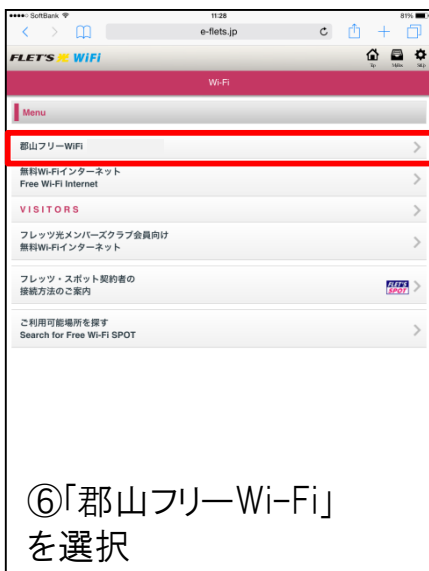 SoftBank 11:28 81%
e-flets.jp
FLET'S 光 WiFi
Wi-Fi
Menu
郡山フリーWiFi
無料Wi-Fiインターネット
Free Wi-Fi Internet
VISITORS
フレッツ光メンバーズクラブ会員向け
無料Wi-Fiインターネット
フレッツ・スポット契約者の
接続方法のご案内
FLET'S
SPOT
ご利用可能場所を探す
Search for Free Wi-Fi SPOT
⑥「郡山フリーWi-Fi」
を選択